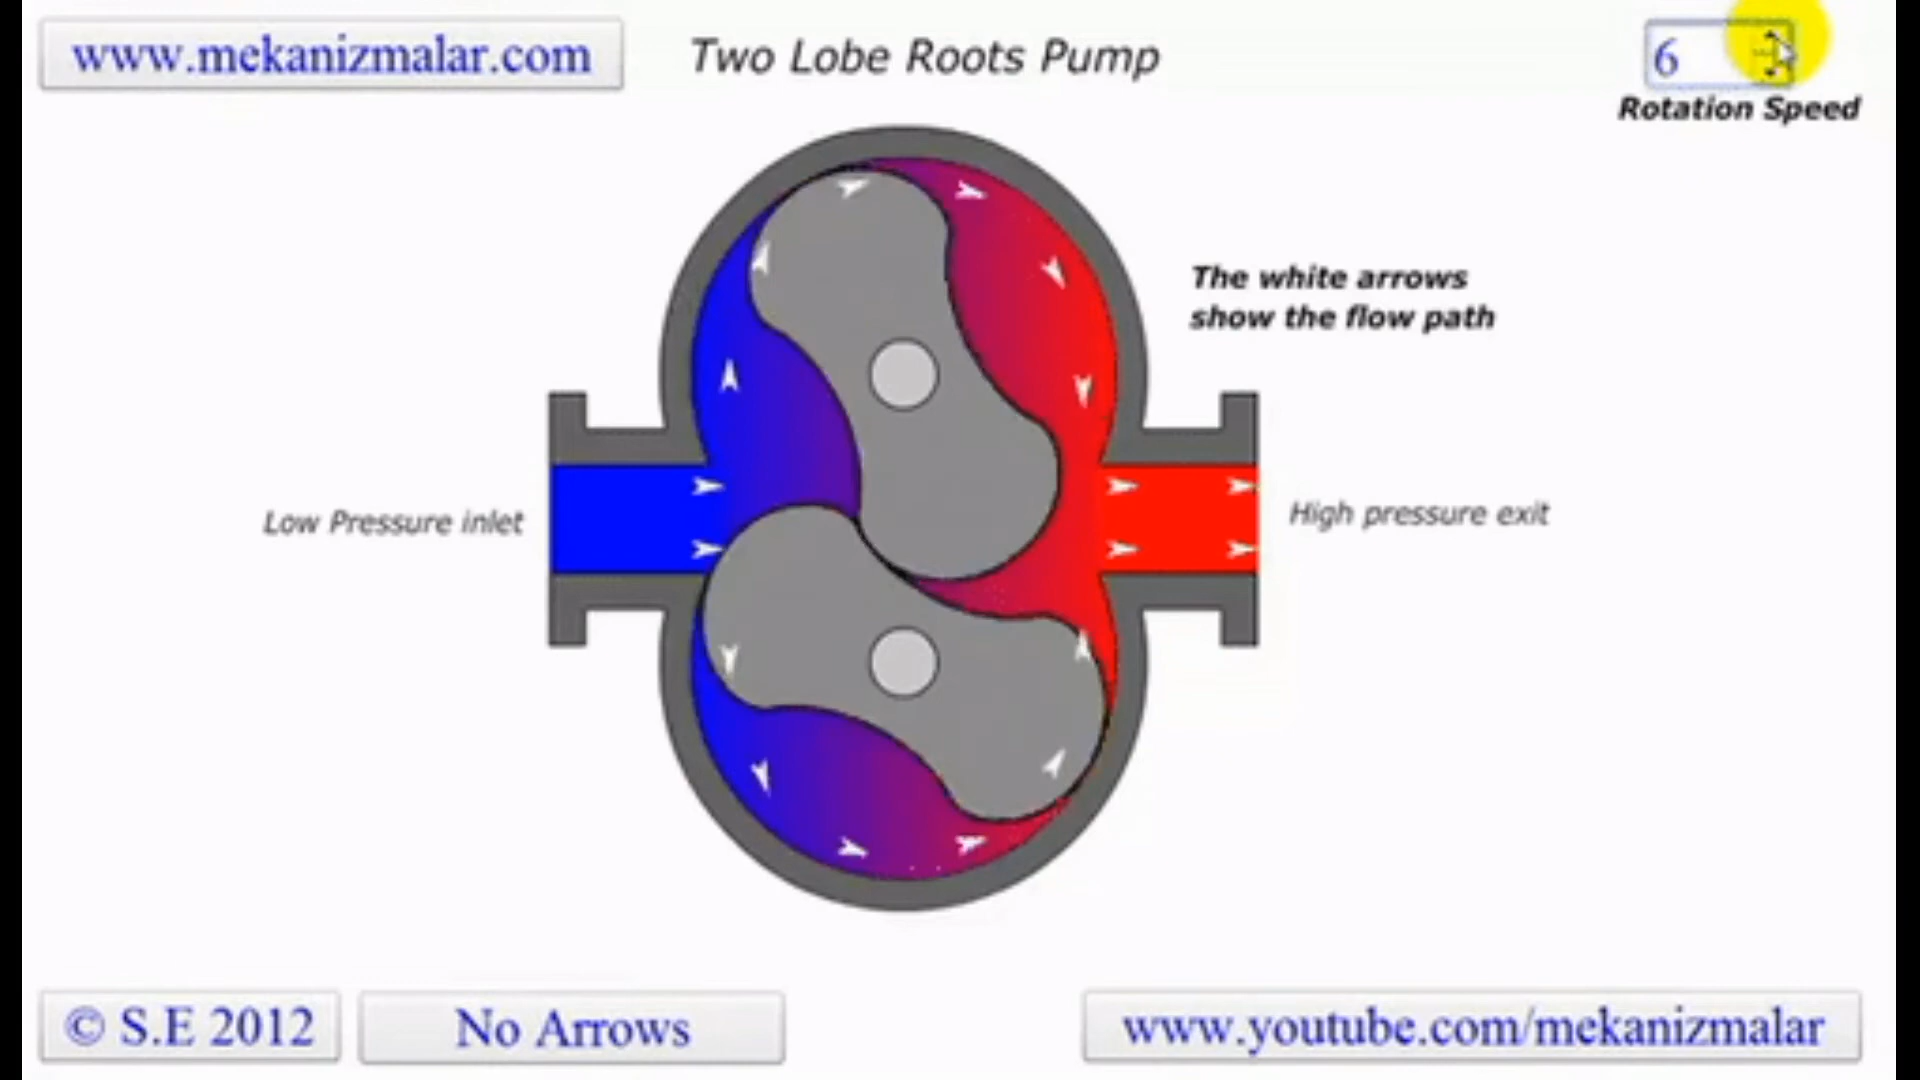 www.mekanizmalar.com
Two Lobe Roots Pump
6
Rotation Speed
The white arrows
show the flow path
Low Pressure inlet
High pressure exit
© S.E 2012
No Arrows
www.youtube.com/mekanizmalar